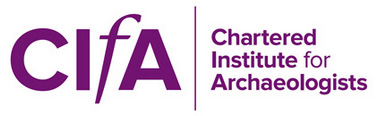 CIfA
Chartered
Institute for
Archaeologists